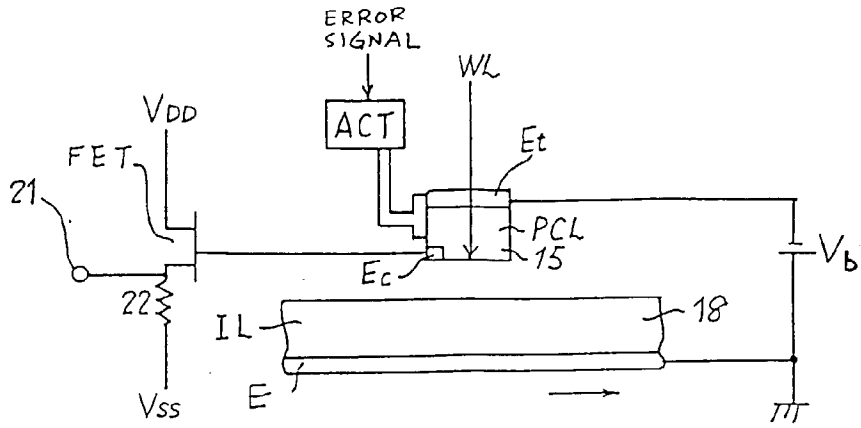 ERROR
SIGNAL
WL
ACT
VDD
FET
Et
21
PCL
15
Vb
Ec
22
IL
18
E
Vss